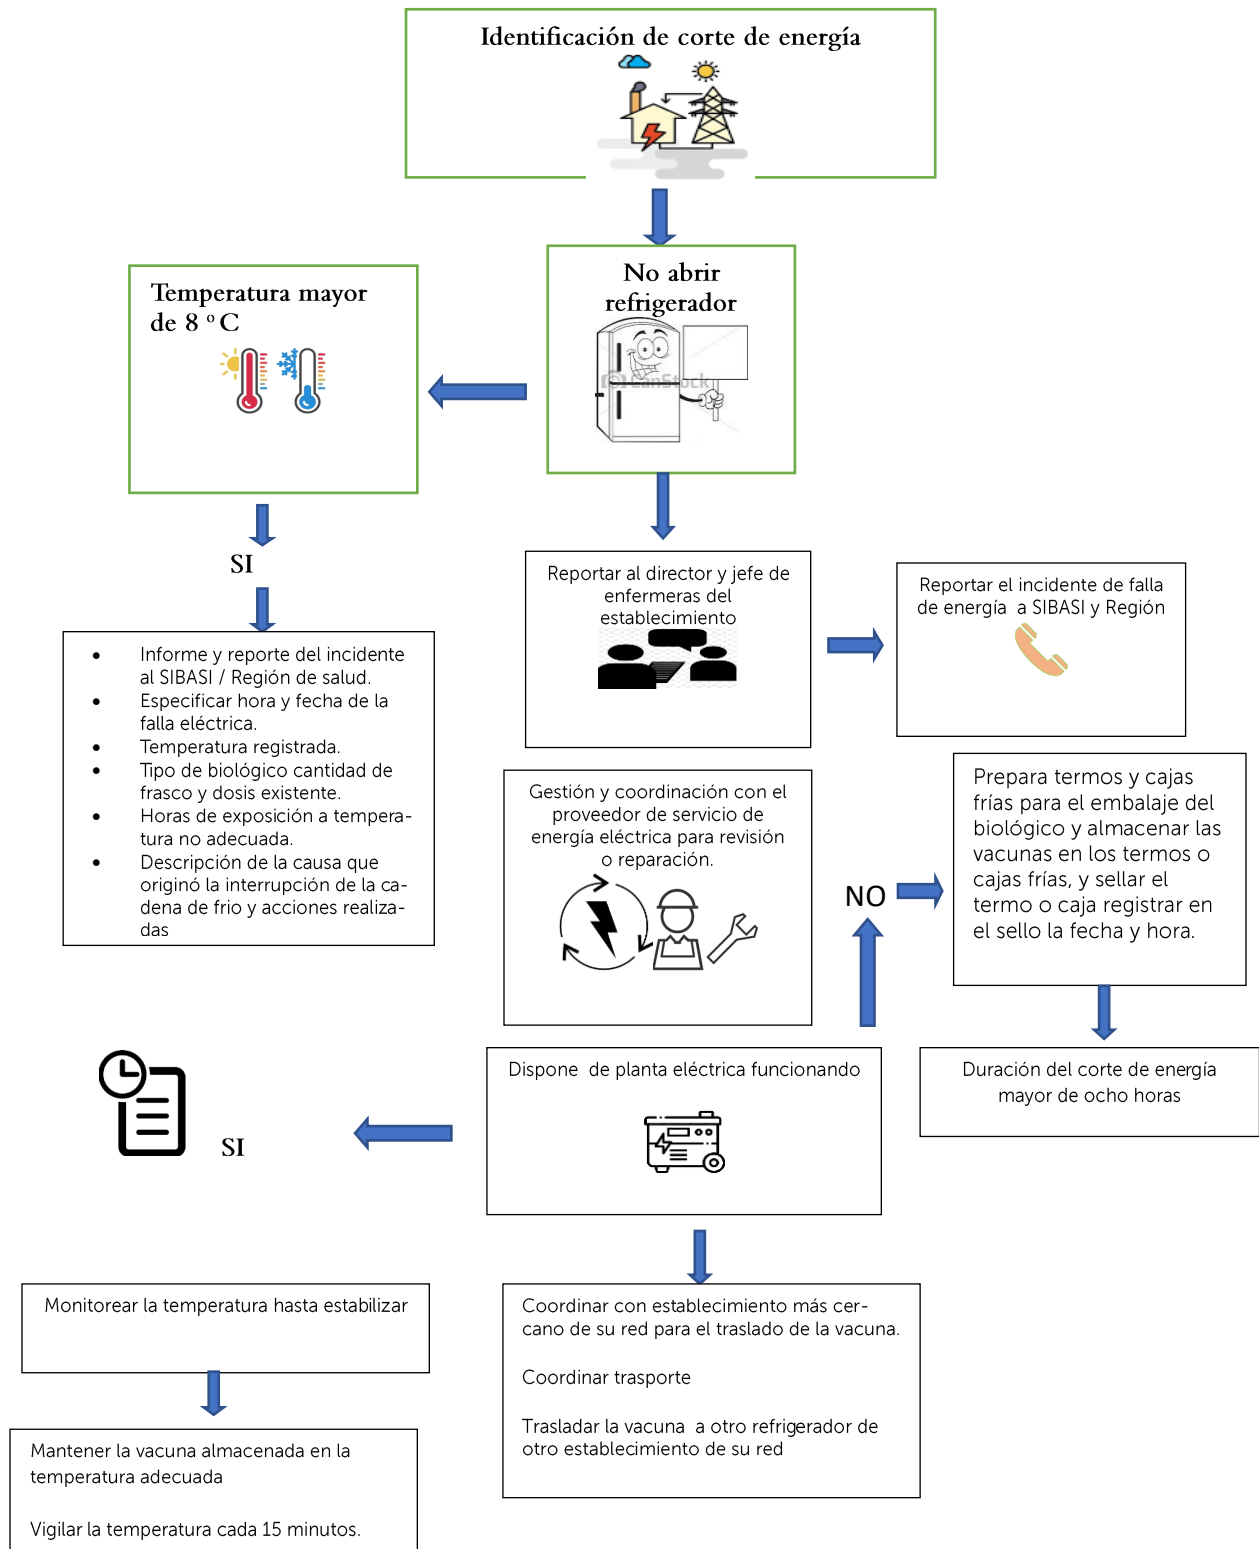 Identificación de corte de energía
No abrir
refrigerador
CanStock
Temperatura mayor
de 8 °C
SI
• Informe y reporte del incidente
al SIBASI / Región de salud.
• Especificar hora y fecha de la
falla eléctrica.
• Temperatura registrada.
• Tipo de biológico cantidad de
frasco y dosis existente.
• Horas de exposición a tempera-
tura no adecuada.
• Descripción de la causa que
originó la interrupción de la ca-
dena de frio y acciones realiza-
das
Reportar al director y jefe de
enfermeras del
establecimiento
Reportar el incidente de falla
de energía a SIBASI y Región
Gestión y coordinación con el
proveedor de servicio de
energía eléctrica para revisión
o reparación.
NO
Prepara termos y cajas
frías para el embalaje del
biológico y almacenar las
vacunas en los termos o
cajas frías, y sellar el
termo o caja registrar en
el sello la fecha y hora.
Duración del corte de energía
mayor de ocho horas
Dispone de planta eléctrica funcionando
SI
Monitorear la temperatura hasta estabilizar
Mantener la vacuna almacenada en la
temperatura adecuada
Vigilar la temperatura cada 15 minutos.
Coordinar con establecimiento más cer-
cano de su red para el traslado de la vacuna.
Coordinar trasporte
Trasladar la vacuna a otro refrigerador de
otro establecimiento de su red